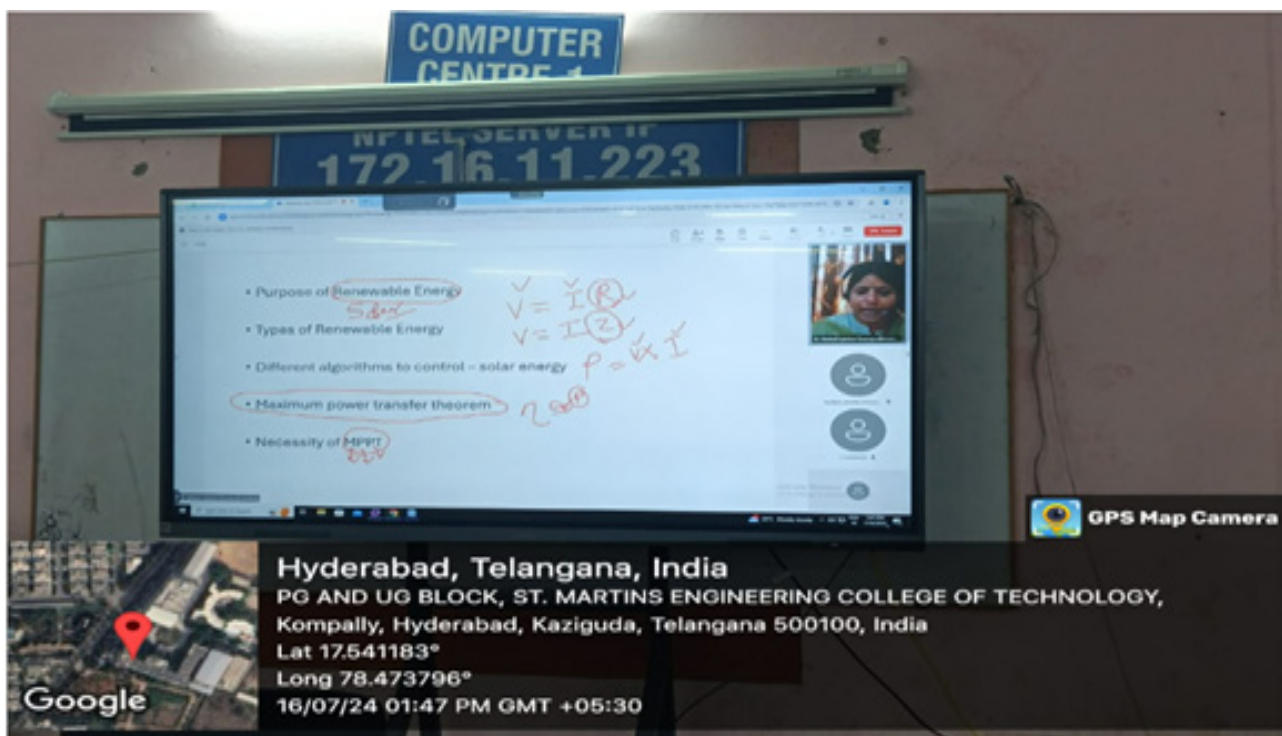 COMPUTER
CENTRE-1
NPTEL SERVER IP
172.16.11.223
• Purpose of Renewable Energy
Solar
V = I R
• Types of Renewable Energy
V = I Z
• Different algorithms to control – solar energy
P = V x I
• Maximum power transfer theorem
η
• Necessity of MPPT
GPS Map Camera
Hyderabad, Telangana, India
PG AND UG BLOCK, ST. MARTINS ENGINEERING COLLEGE OF TECHNOLOGY,
Kompally, Hyderabad, Kaziguda, Telangana 500100, India
Lat 17.541183°
Long 78.473796°
16/07/24 01:47 PM GMT +05:30
Google